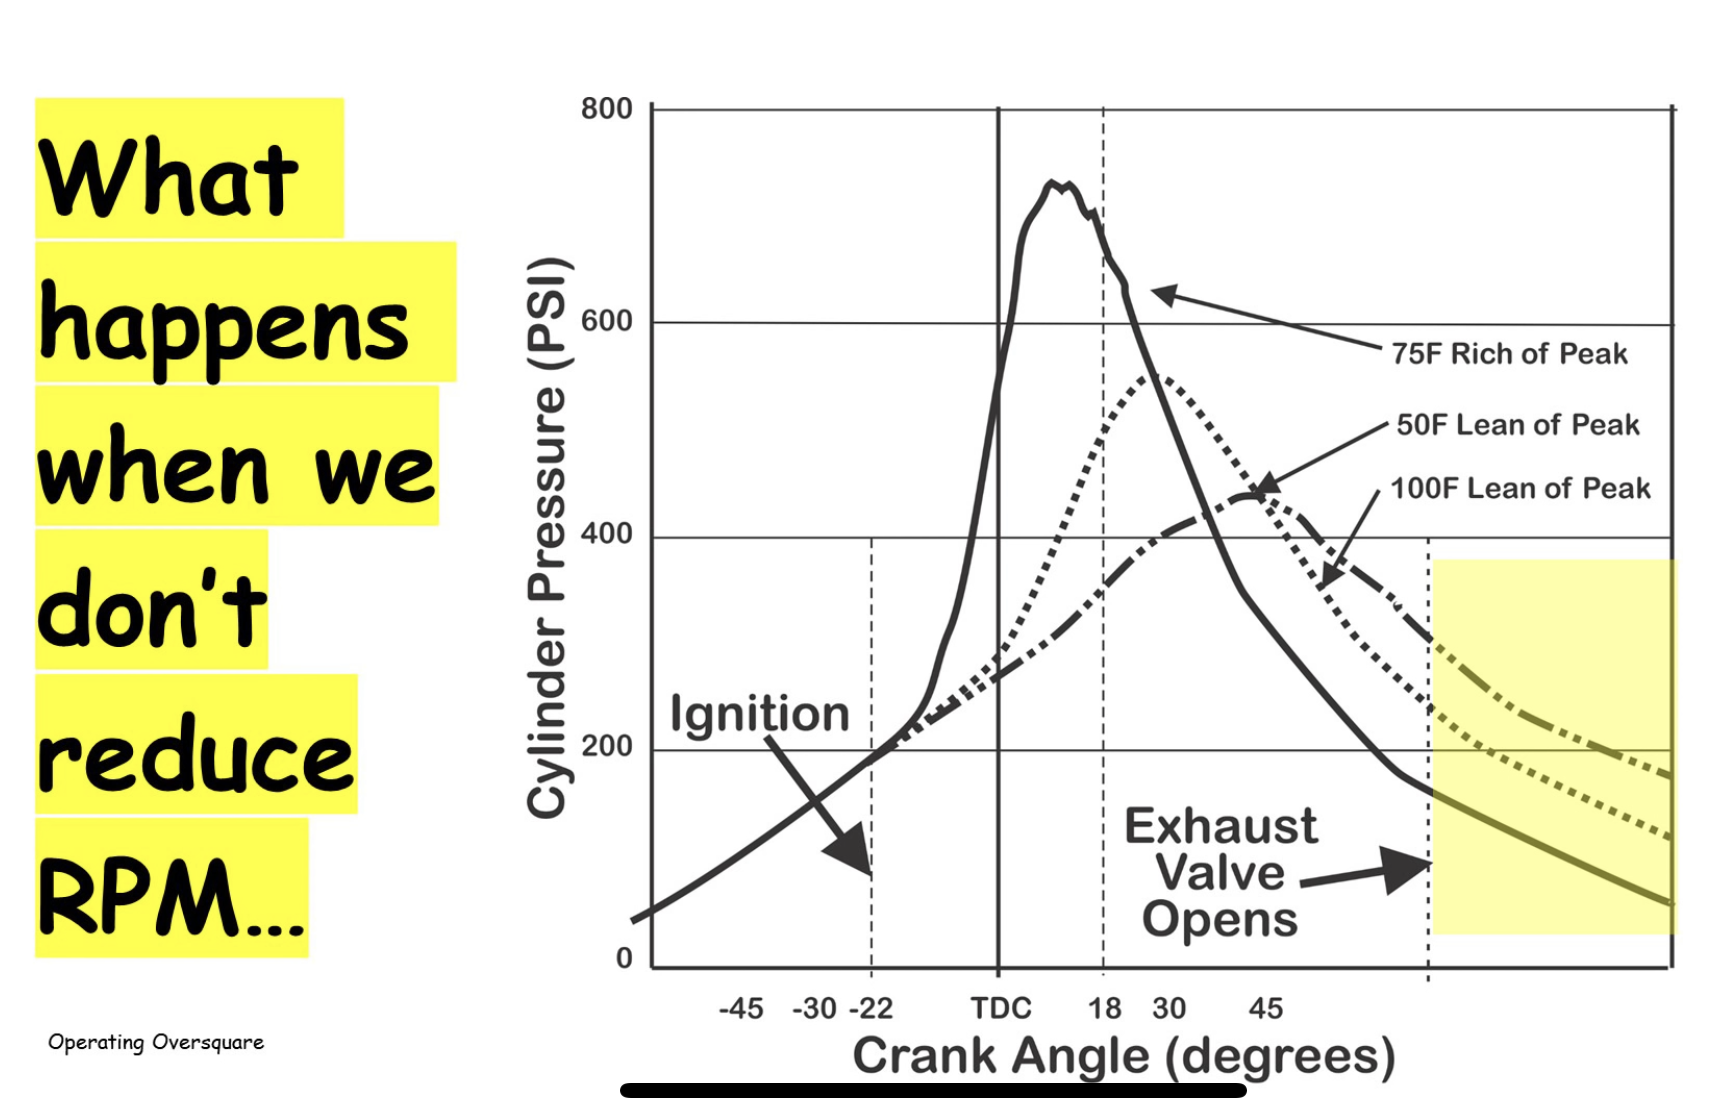 What
happens
when we
don't
reduce
RPM...
Operating Oversquare
Cylinder Pressure (PSI)
800
600
400
200
0
75F Rich of Peak
50F Lean of Peak
100F Lean of Peak
Ignition
Exhaust
Valve
Opens
-45 -30 -22 TDC 18 30 45
Crank Angle (degrees)